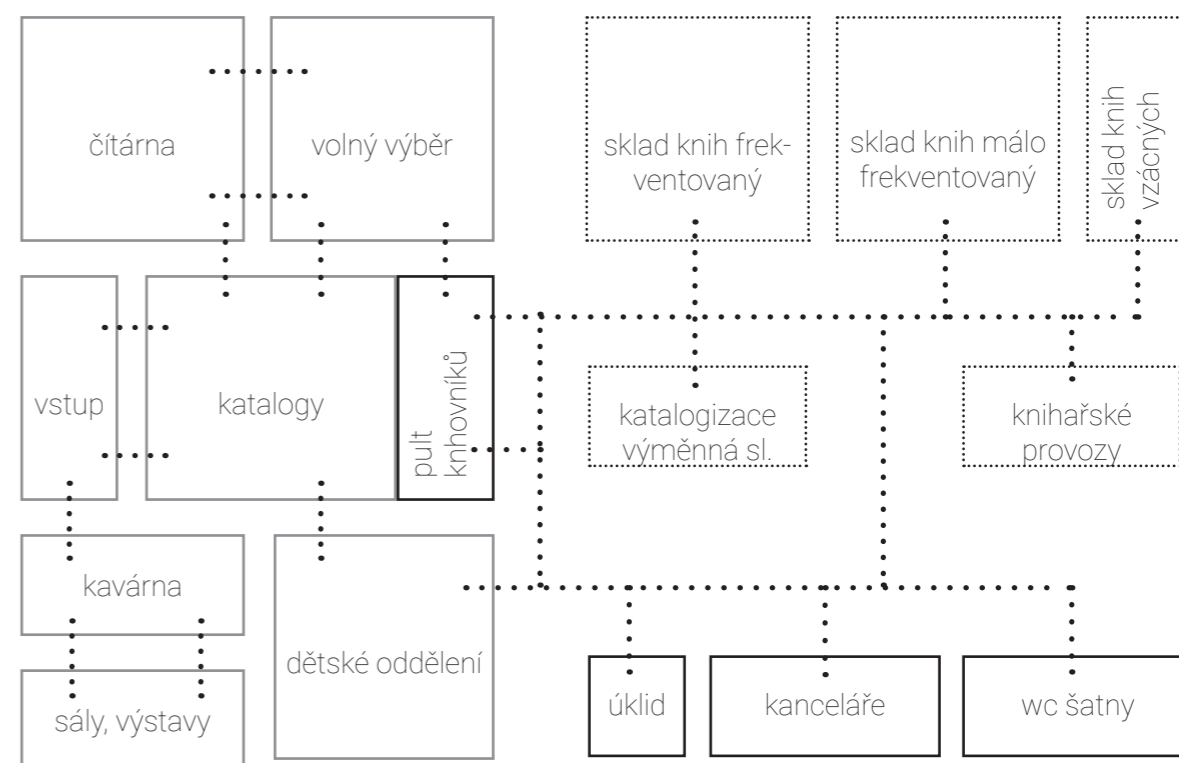 čítárna
volný výběr
sklad knih frek-
ventovaný
sklad knih málo
frekventovaný
sklad knih
vzácných
vstup
katalogy
pult
knhovníků
katalogizace
výměnná sl.
knihařské
provozy
kavárna
dětské oddělení
sály, výstavy
úklid
kanceláře
wc šatny